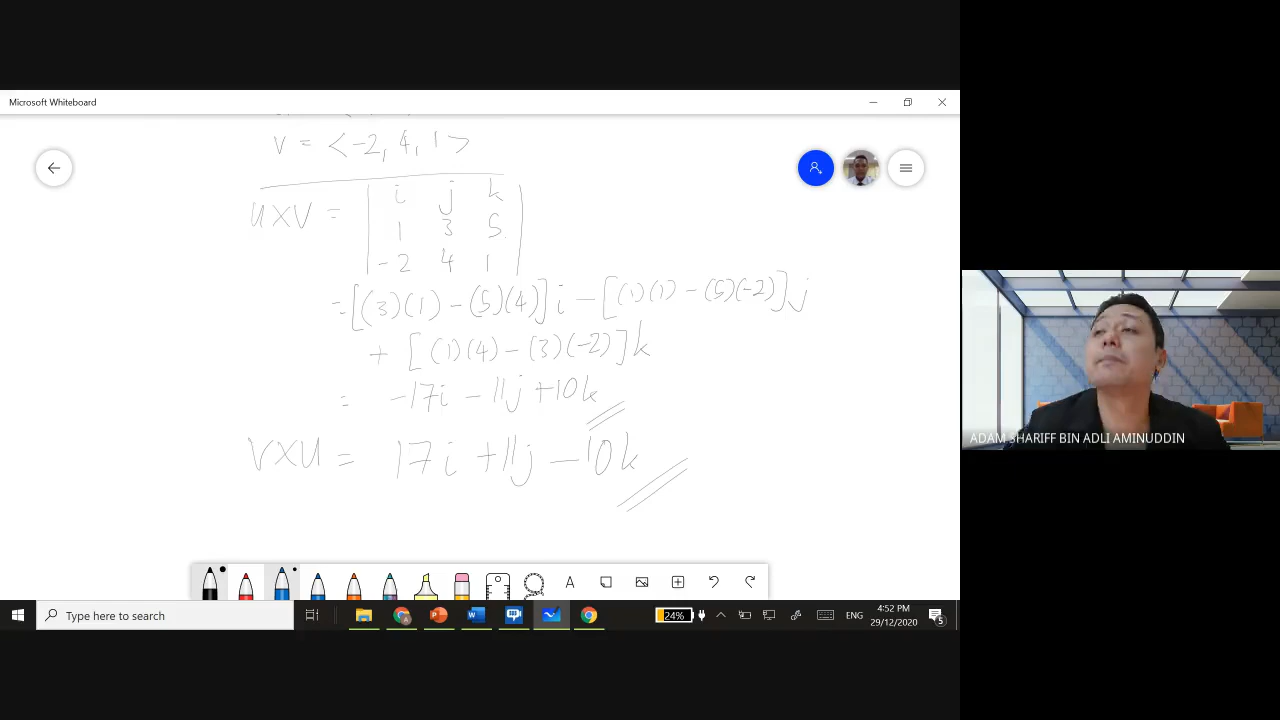 Microsoft Whiteboard
v = <-2, 4, 1>
u×v = | i j k |
| 1 3 5 |
| -2 4 1 |
= [(3)(1) - (5)(4)]i - [(1)(1) - (5)(-2)]j
+ [(1)(4) - (3)(-2)]k
= -17i - 11j + 10k
v×u = 17i + 11j - 10k
ADAM SHARIFF BIN ADLI AMINUDDIN
A
Type here to search
24%
ENG
4:52 PM
29/12/2020
5